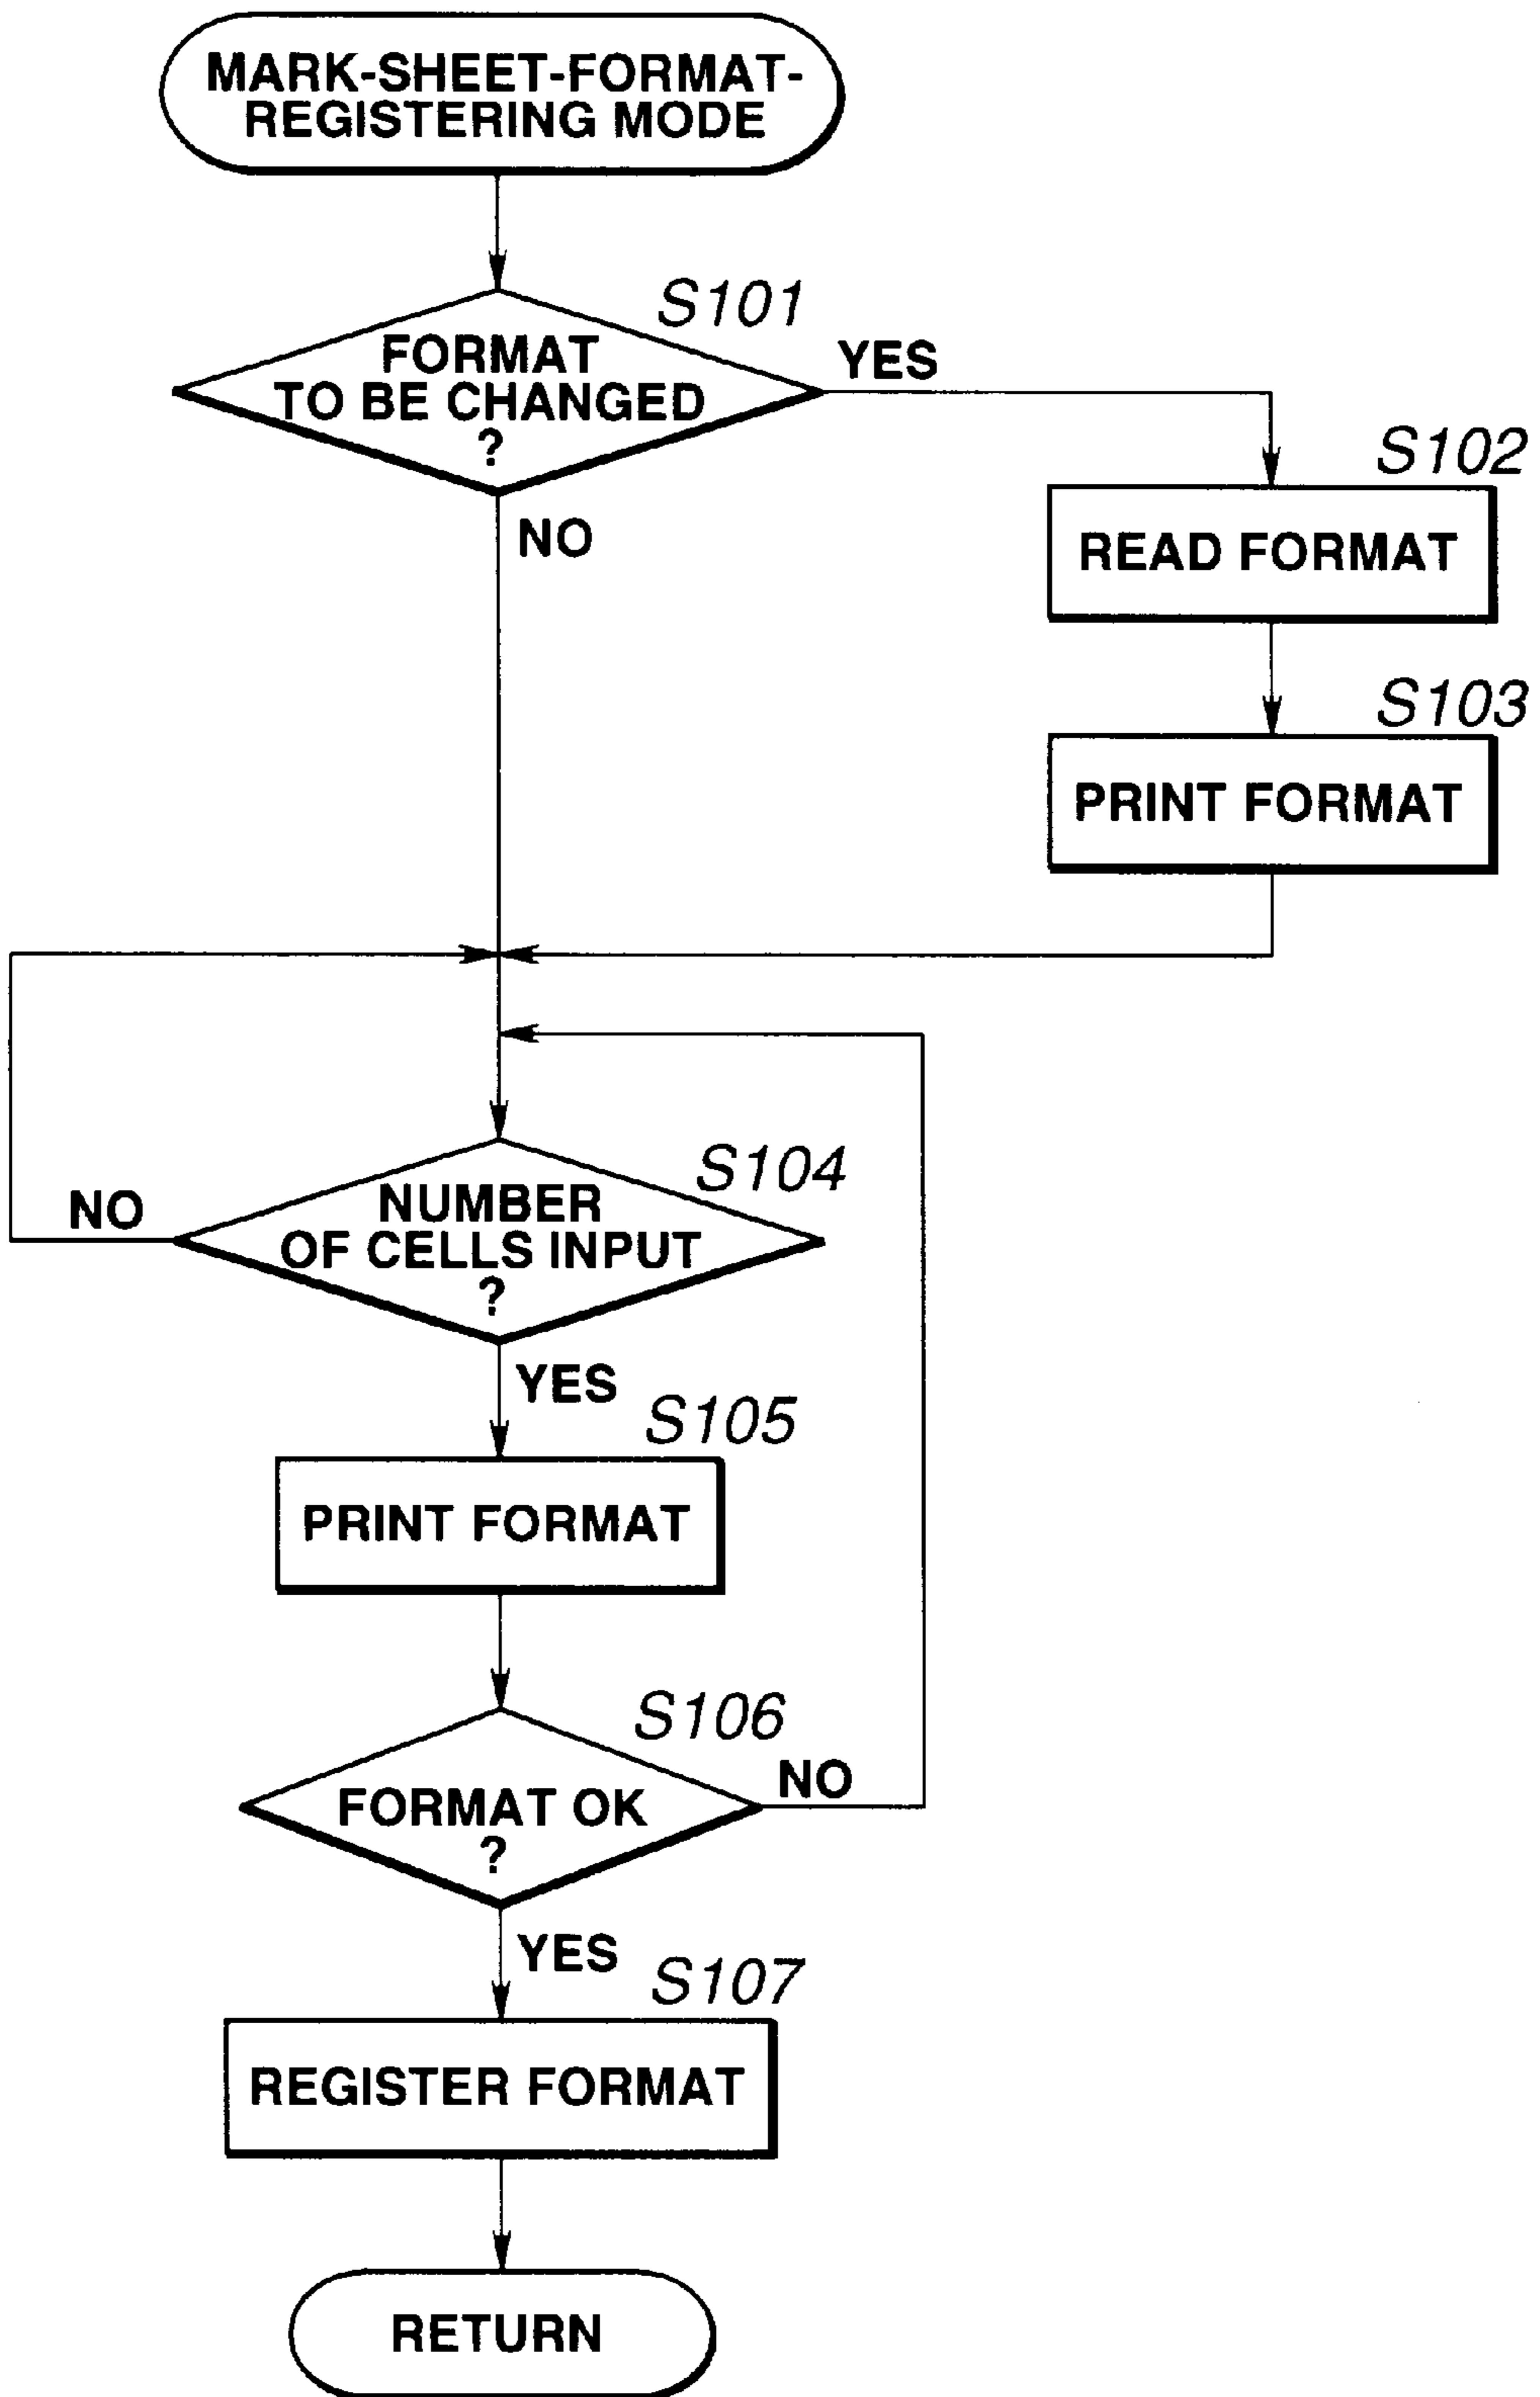 MARK-SHEET-FORMAT-
REGISTERING MODE
S101
FORMAT
TO BE CHANGED
?
YES
NO
S102
READ FORMAT
S103
PRINT FORMAT
S104
NUMBER
OF CELLS INPUT
?
NO
YES
S105
PRINT FORMAT
S106
FORMAT OK
?
NO
YES
S107
REGISTER FORMAT
RETURN